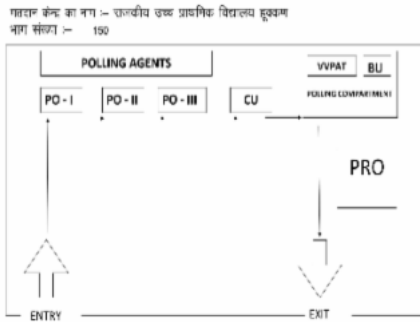 मतदान केन्द्र का नाम :– राजकीय उच्च प्राथमिक विद्यालय
भाग संख्या :– 150
POLLING AGENTS
VVPAT BU
POLLING COMPARTMENT
PO - I PO - II PO - III CU
PRO
ENTRY EXIT